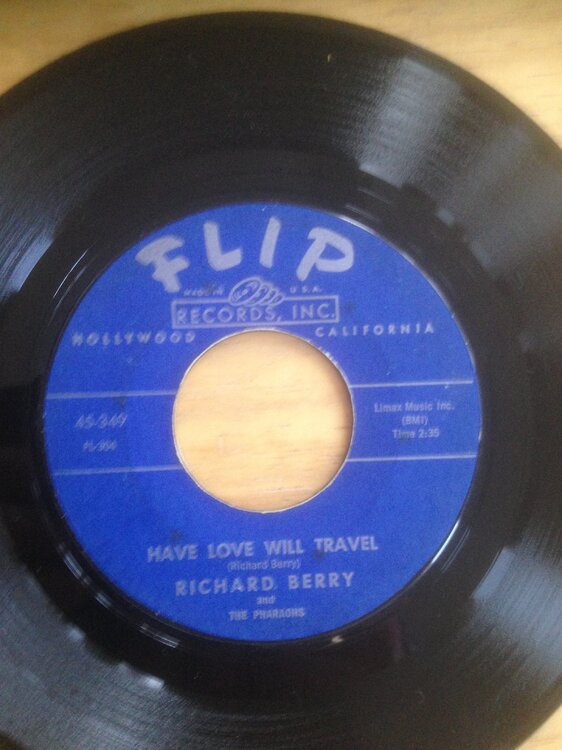 FLIP
MADE IN U.S.A.
RECORDS, INC.
HOLLYWOOD CALIFORNIA
45-349
Limax Music Inc.
(BMI)
Time 2:35
HAVE LOVE WILL TRAVEL
(Richard Berry)
RICHARD BERRY
and
THE PHARAOHS